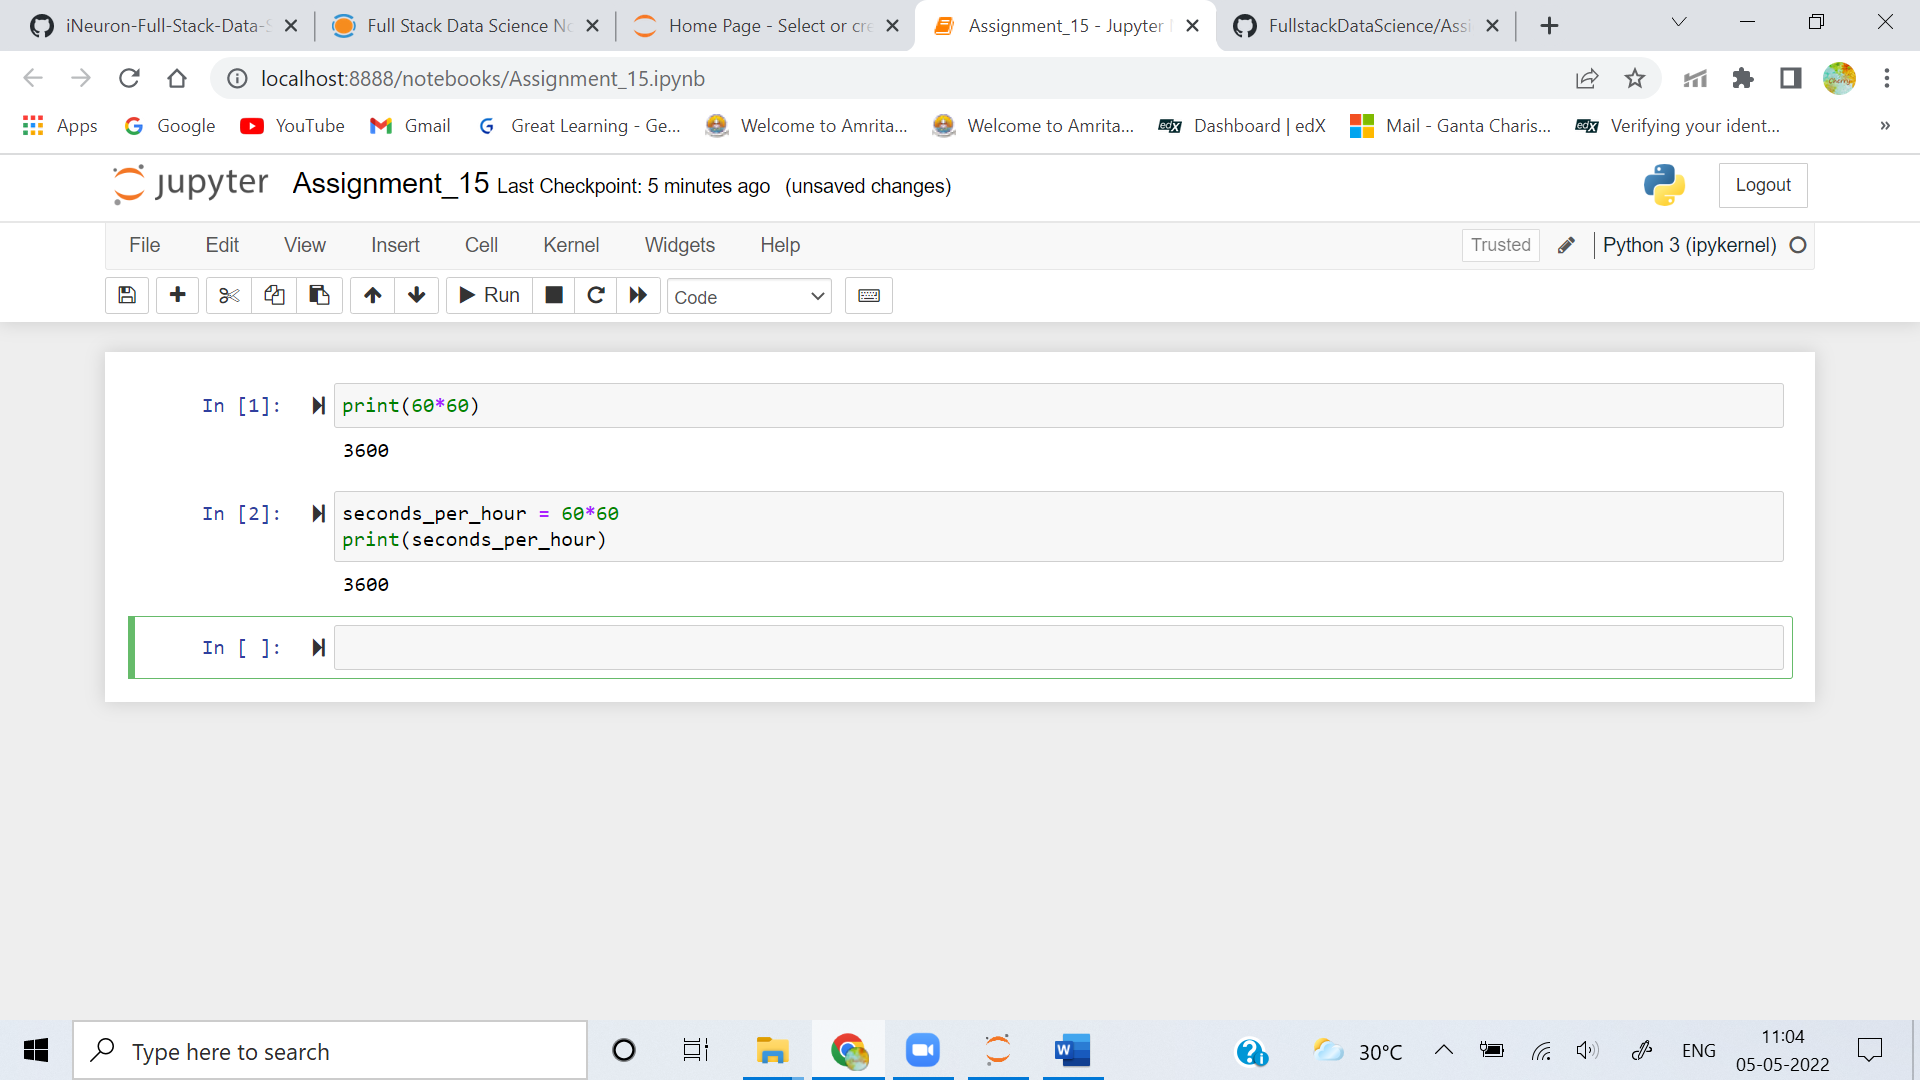 iNeuron-Full-Stack-Data-S
Full Stack Data Science No
Home Page - Select or cre
Assignment_15 - Jupyter
FullstackDataScience/Assi
localhost:8888/notebooks/Assignment_15.ipynb
Apps Google YouTube Gmail Great Learning - Ge... Welcome to Amrita... Welcome to Amrita... edX Dashboard | edX Mail - Ganta Charis... edX Verifying your ident... »
jupyter Assignment_15 Last Checkpoint: 5 minutes ago (unsaved changes) Logout
File Edit View Insert Cell Kernel Widgets Help Trusted Python 3 (ipykernel)
Run Code
In [1]: print(60*60)
3600
In [2]: seconds_per_hour = 60*60
print(seconds_per_hour)
3600
In [ ]:
Type here to search
30°C
ENG
11:04
05-05-2022